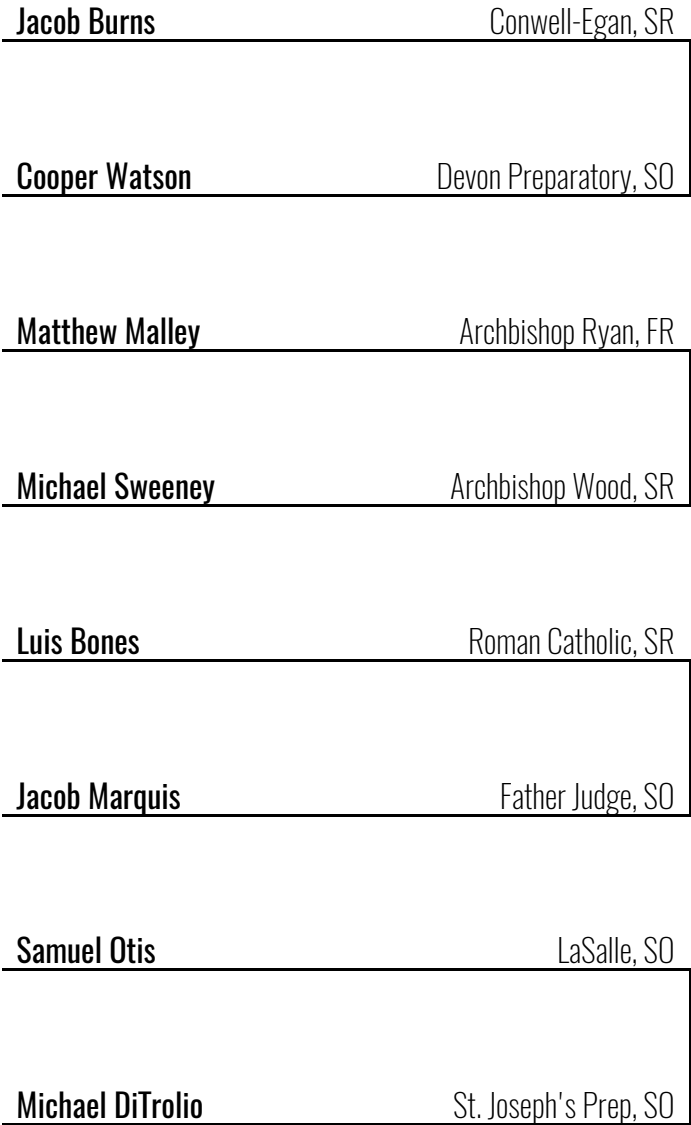 Jacob Burns Conwell-Egan, SR
Cooper Watson Devon Preparatory, SO
Matthew Malley Archbishop Ryan, FR
Michael Sweeney Archbishop Wood, SR
Luis Bones Roman Catholic, SR
Jacob Marquis Father Judge, SO
Samuel Otis LaSalle, SO
Michael DiTrolio St. Joseph's Prep, SO